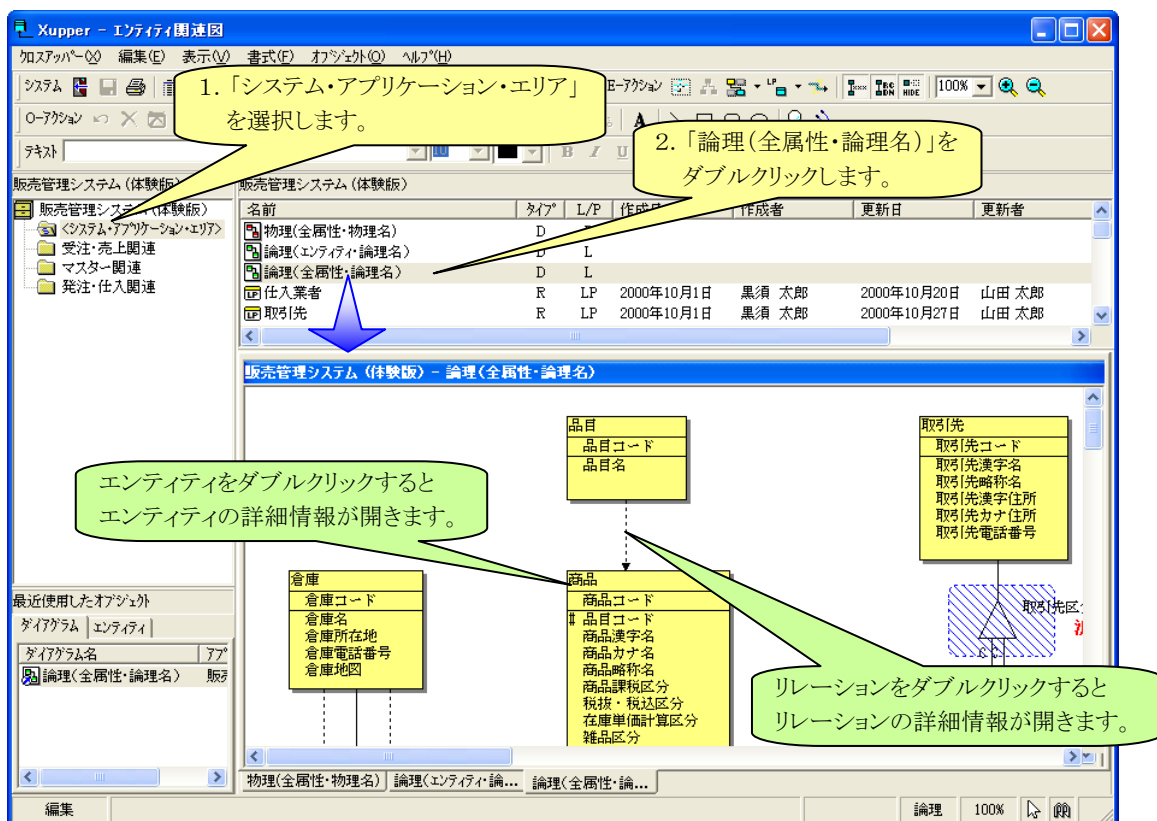 Xupper - エンティティ関連図
クロスアッパー(X) 編集(E) 表示(V) 書式(F) オブジェクト(O) ヘルプ(H)
システム
E-アクション
100%
O-アクション
テキスト
10
B I U
1.「システム・アプリケーション・エリア」
を選択します。
2.「論理(全属性・論理名)」を
ダブルクリックします。
販売管理システム(体験版)
販売管理システム(体験版)
<システム・アプリケーション・エリア>
受注・売上関連
マスター関連
発注・仕入関連
販売管理システム(体験版)
名前 タイプ L/P 作成者 更新日 更新者
物理(全属性・物理名) D
論理(エンティティ・論理名) D L
論理(全属性・論理名) D L
仕入業者 R LP 2000年10月1日 黒須 太郎 2000年10月20日 山田 太郎
取引先 R LP 2000年10月1日 黒須 太郎 2000年10月27日 山田 太郎
販売管理システム(体験版) - 論理(全属性・論理名)
品目
品目コード
品目名
取引先
取引先コード
取引先漢字名
取引先略称名
取引先漢字住所
取引先カナ住所
取引先電話番号
エンティティをダブルクリックすると
エンティティの詳細情報が開きます。
倉庫
倉庫コード
倉庫名
倉庫所在地
倉庫電話番号
倉庫地図
商品
商品コード
# 品目コード
商品漢字名
商品カナ名
商品略称名
商品課税区分
税抜・税込区分
在庫単価計算区分
雑品区分
取引先区
C C
リレーションをダブルクリックすると
リレーションの詳細情報が開きます。
最近使用したオブジェクト
ダイアグラム エンティティ
ダイアグラム名 アプ
論理(全属性・論理名) 販売
物理(全属性・物理名) 論理(エンティティ・論... 論理(全属性・論...
編集 論理 100%